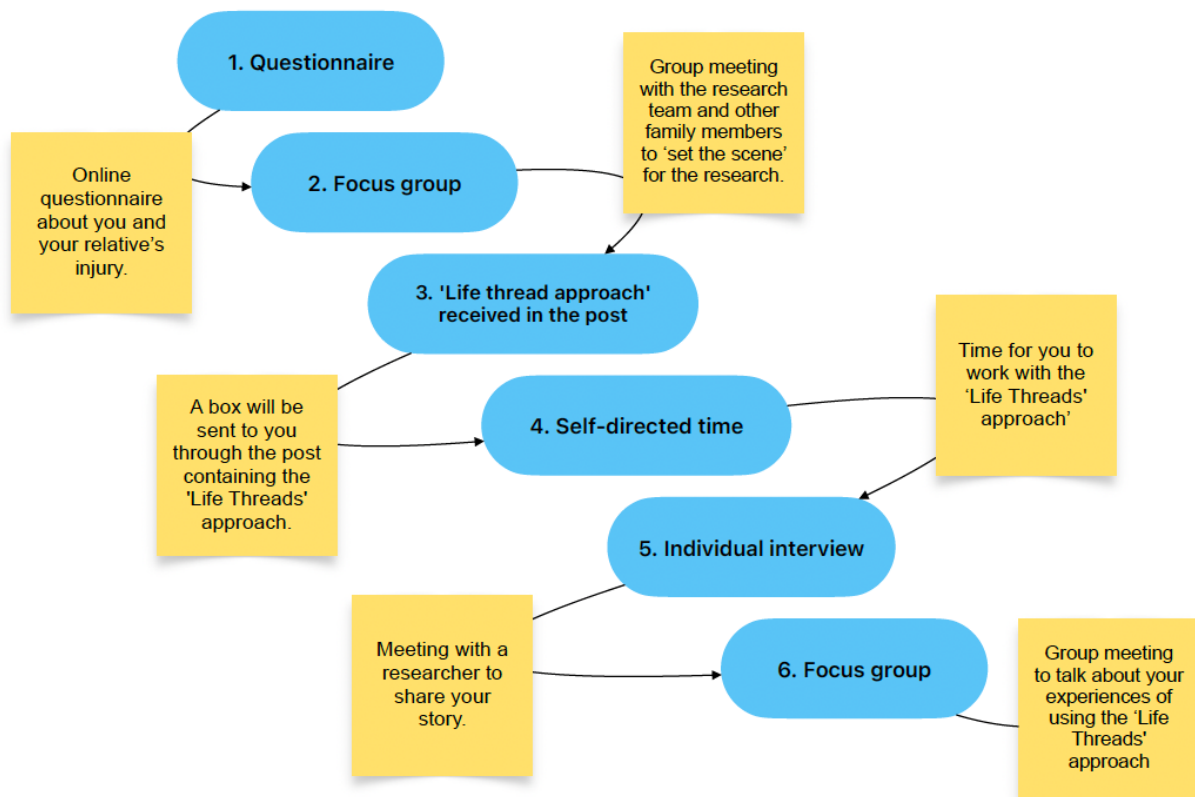 1. Questionnaire
Online
questionnaire
about you and
your relative’s
injury.
2. Focus group
Group meeting
with the research
team and other
family members
to ‘set the scene’
for the research.
3. 'Life thread approach'
received in the post
A box will be
sent to you
through the post
containing the
'Life Threads'
approach.
4. Self-directed time
Time for you to
work with the
‘Life Threads'
approach’
5. Individual interview
Meeting with a
researcher to
share your
story.
6. Focus group
Group meeting
to talk about your
experiences of
using the ‘Life
Threads'
approach